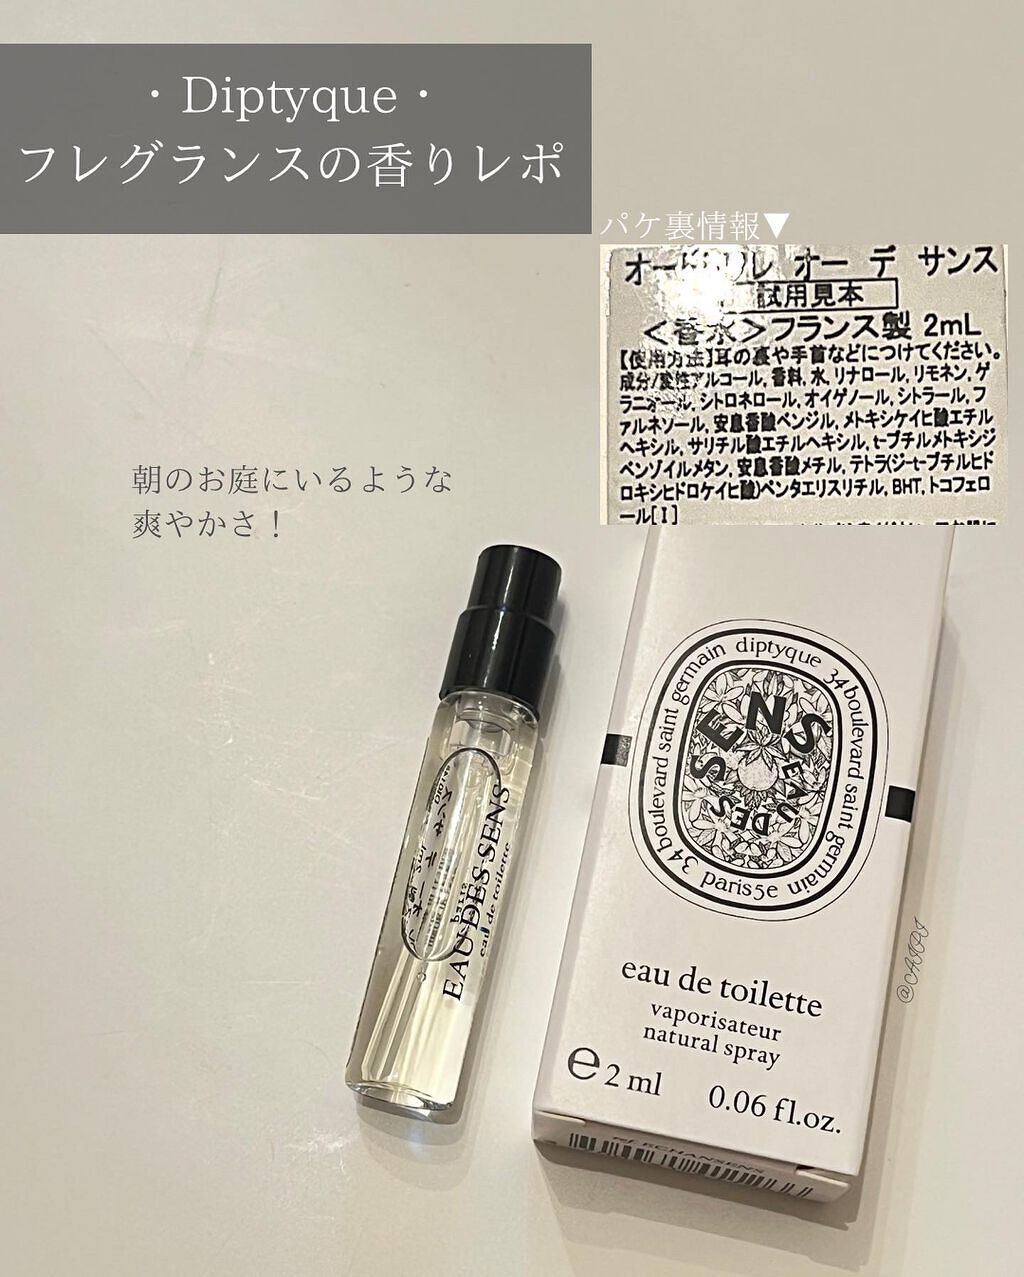 ・Diptyque・
フレグランスの香りレポ
パケ裏情報▼
オードトワレ オー デ サンス
試用見本
＜香水＞フランス製 2mL
【使用方法】耳の裏や手首などにつけてください。
成分/変性アルコール, 香料, 水, リナロール, リモネン, ゲ
ラニオール, シトロネロール, オイゲノール, シトラール, フ
ァルネソール, 安息香酸ベンジル, メトキシケイヒ酸エチル
ヘキシル, サリチル酸エチルヘキシル, t-ブチルメトキシジ
ベンゾイルメタン, 安息香酸メチル, テトラ(ジ-t-ブチルヒド
ロキシヒドロケイヒ酸)ペンタエリスリチル, BHT, トコフェロ
ール[I]
朝のお庭にいるような
爽やかさ！
EAU DES SENS
eau de toilette
diptyque 34 boulevard saint germain
paris5e
34 boulevard saint germain
EAU DES SENS
eau de toilette
vaporisateur
natural spray
e 2 ml 0.06 fl.oz.